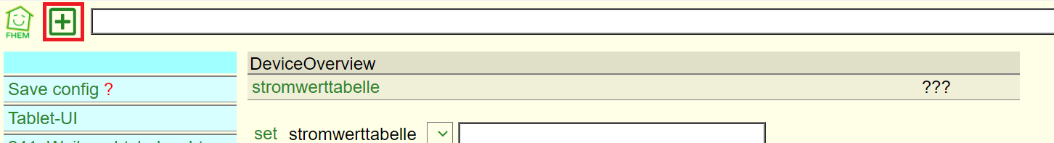 FHEM
DeviceOverview
Save config ?
stromwerttabelle ???
Tablet-UI
set stromwerttabelle